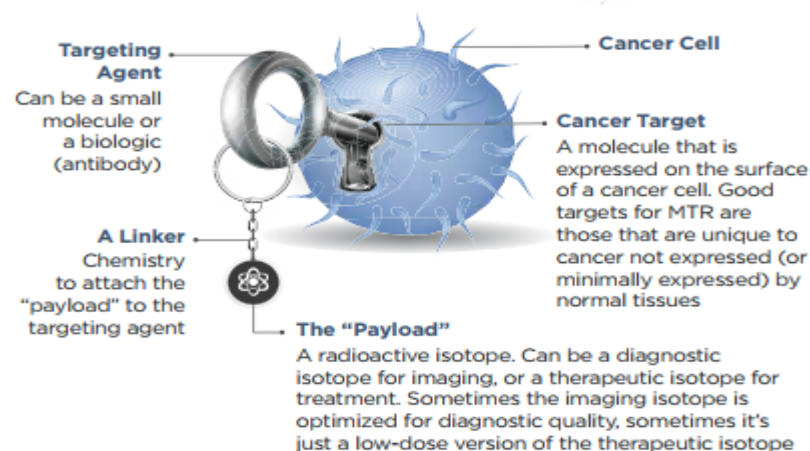 Targeting
Agent
Can be a small
molecule or
a biologic
(antibody)
Cancer Cell
Cancer Target
A molecule that is
expressed on the surface
of a cancer cell. Good
targets for MTR are
those that are unique to
cancer not expressed (or
minimally expressed) by
normal tissues
A Linker
Chemistry
to attach the
“payload” to the
targeting agent
The “Payload”
A radioactive isotope. Can be a diagnostic
isotope for imaging, or a therapeutic isotope for
treatment. Sometimes the imaging isotope is
optimized for diagnostic quality, sometimes it’s
just a low-dose version of the therapeutic isotope